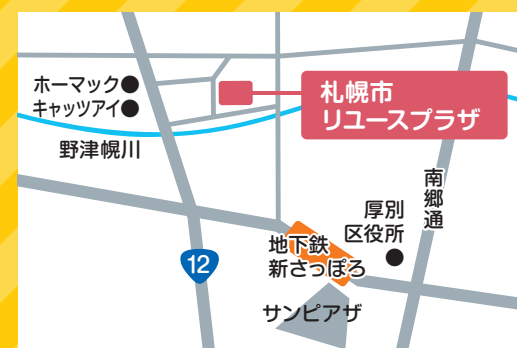 ホーマック
キャッツアイ
野津幌川
札幌市
リユースプラザ
南郷通
厚別
区役所
地下鉄
新さっぽろ
12
サンピアザ